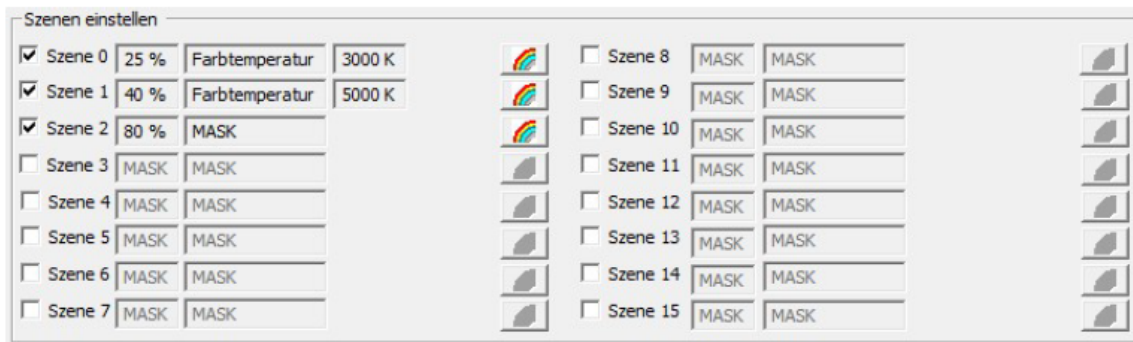 Szenen einstellen
Szene 0 25 % Farbtemperatur 3000 K
Szene 1 40 % Farbtemperatur 5000 K
Szene 2 80 % MASK
Szene 3 MASK MASK
Szene 4 MASK MASK
Szene 5 MASK MASK
Szene 6 MASK MASK
Szene 7 MASK MASK
Szene 8 MASK MASK
Szene 9 MASK MASK
Szene 10 MASK MASK
Szene 11 MASK MASK
Szene 12 MASK MASK
Szene 13 MASK MASK
Szene 14 MASK MASK
Szene 15 MASK MASK